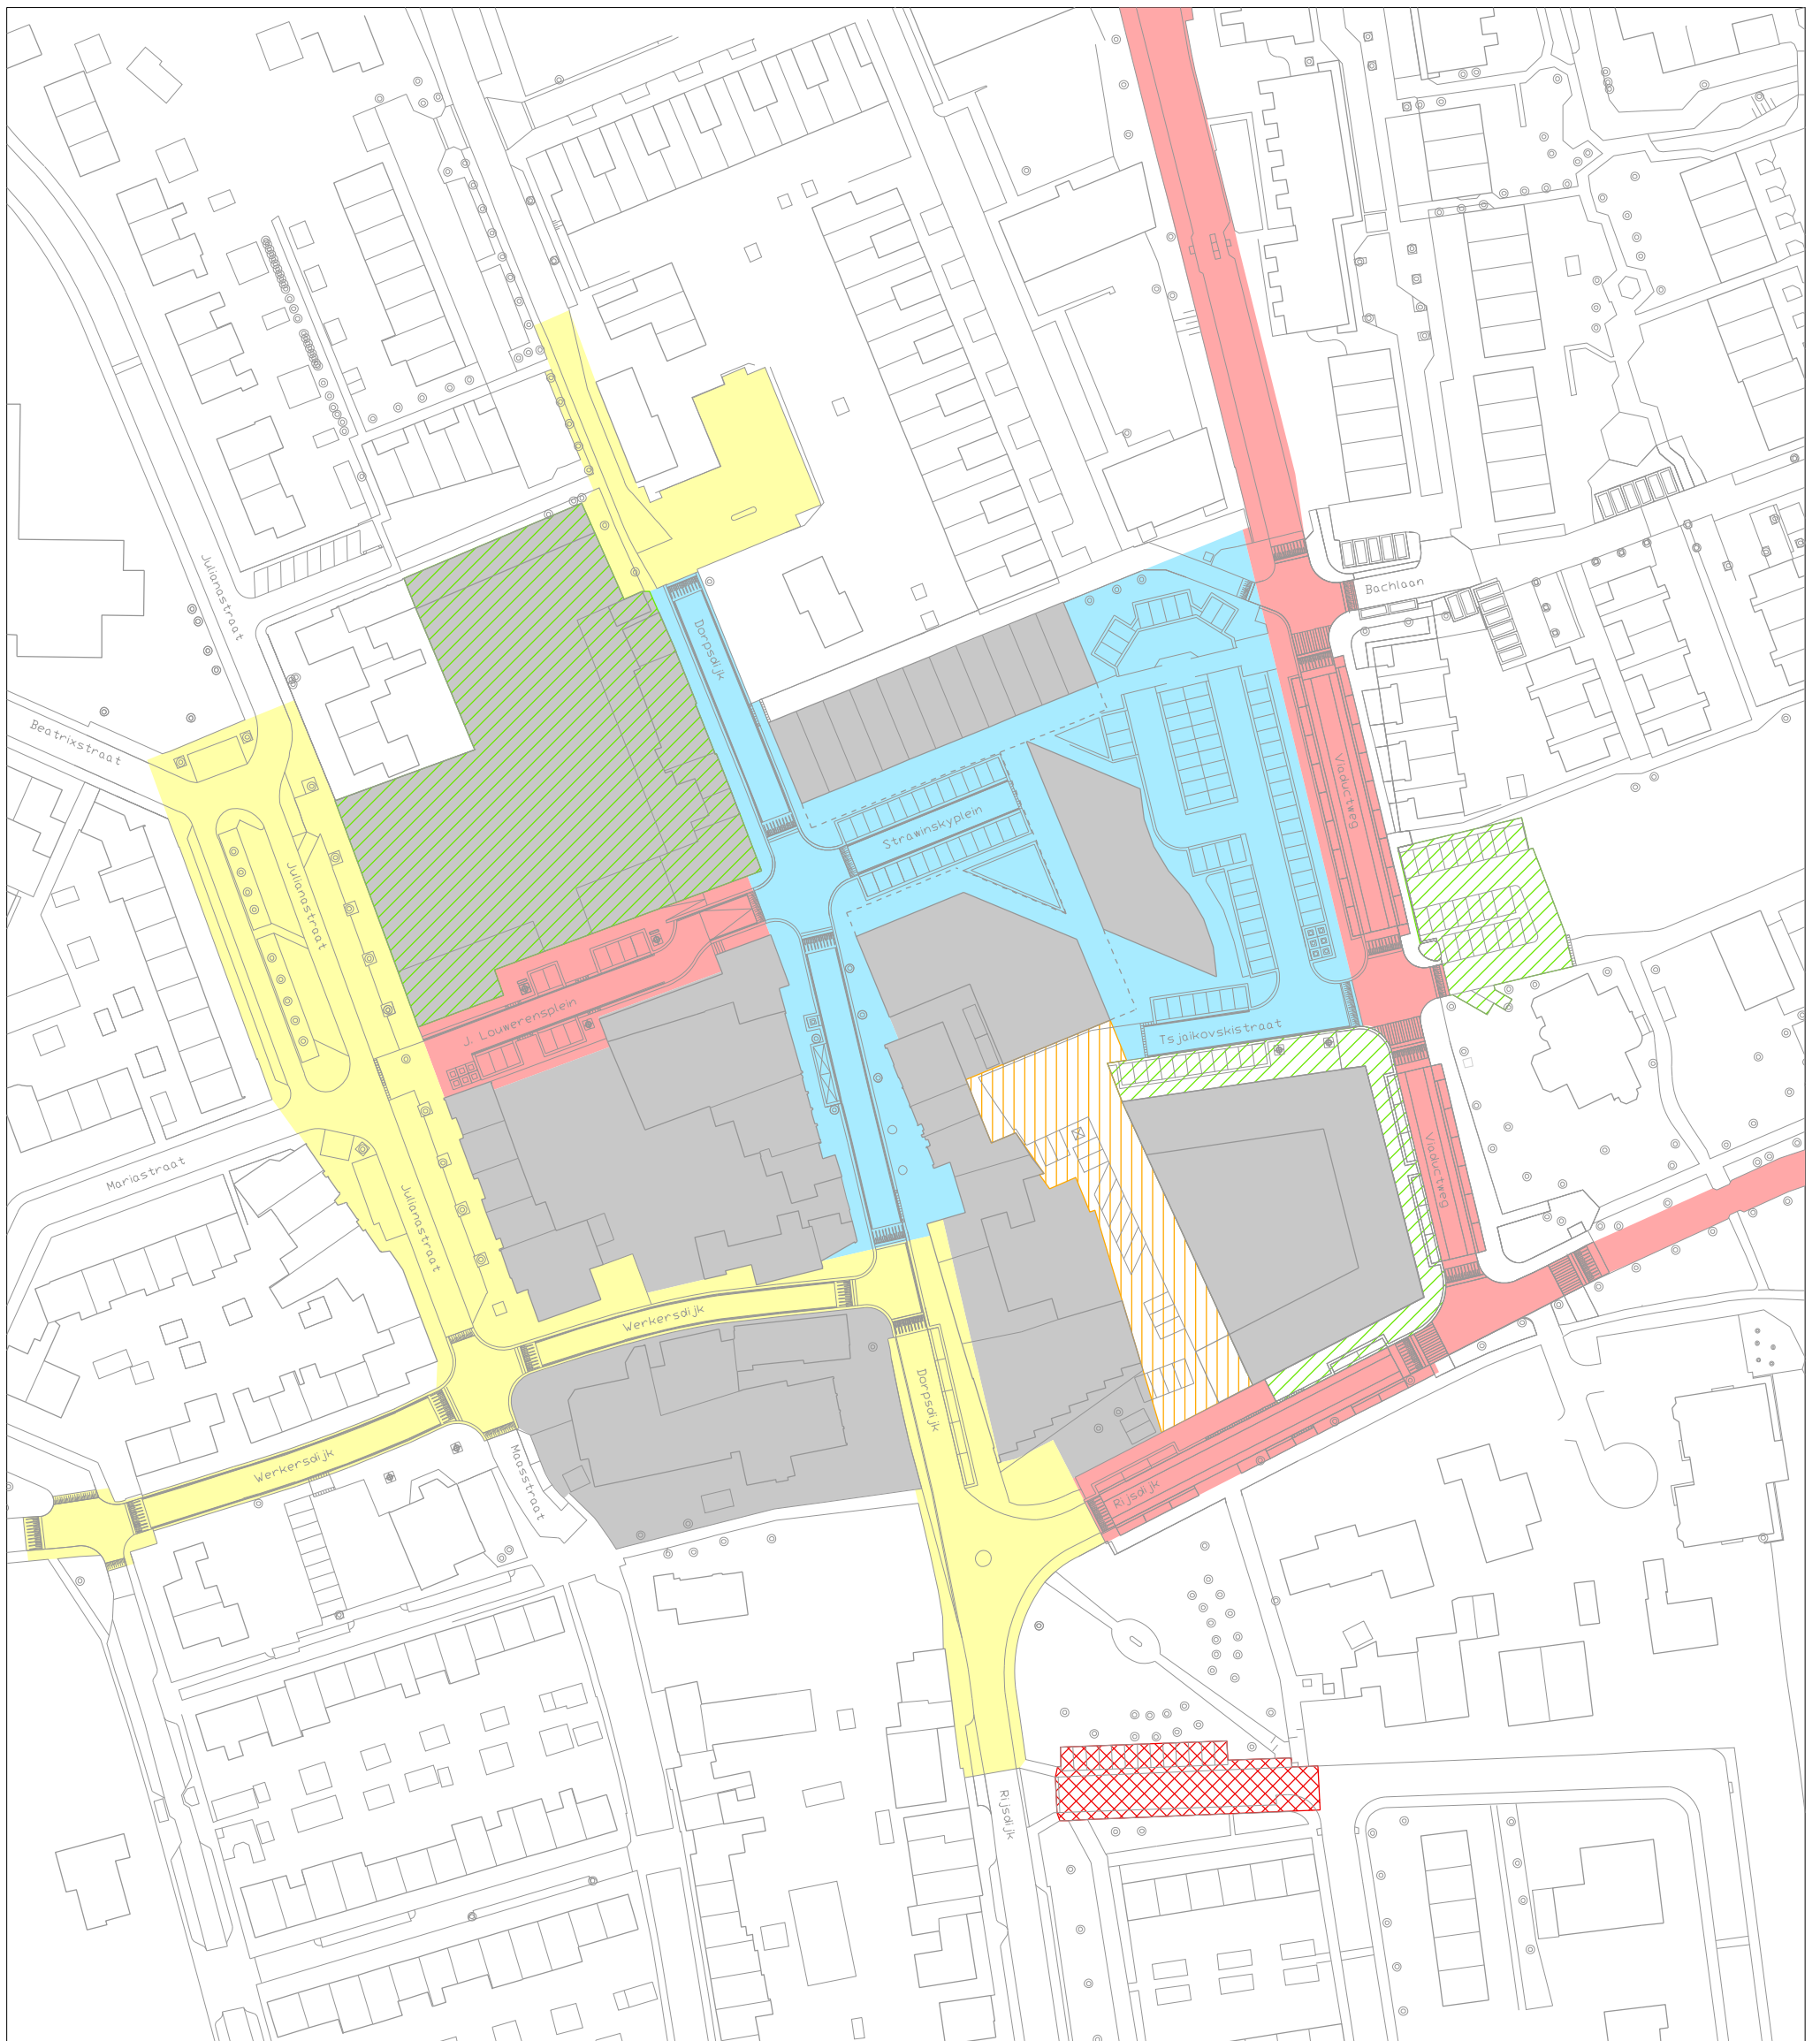 Julianastraat
Bachlaan
Dorpsdijk
Beatrixstraat
Viaductweg
Strawinskyplein
Julianastraat
J. Louwerensplein
Tsjaikovskistraat
Mariastraat
Viaductweg
Julianastraat
Werkersdijk
Dorpsdijk
Werkersdijk
Maasstraat
Rijsdijk
Rijsdijk